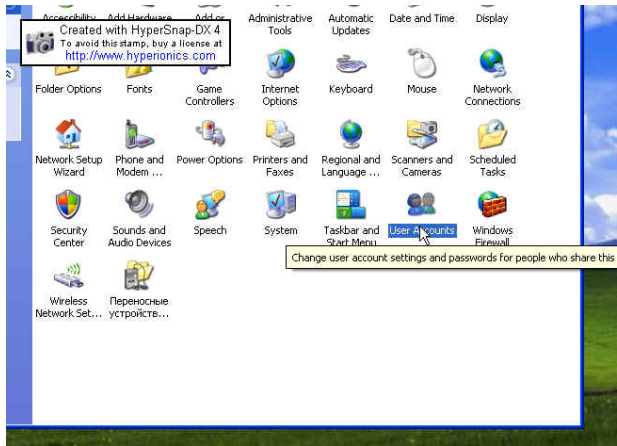 Accessibility Add Hardware Add or Administrative Automatic Date and Time Display
Tools Updates
Created with HyperSnap-DX 4
To avoid this stamp, buy a license at
http://www.hyperionics.com
Folder Options Fonts Game Internet Keyboard Mouse Network
Controllers Options Connections
Network Setup Phone and Power Options Printers and Regional and Scanners and Scheduled
Wizard Modem ... Faxes Language ... Cameras Tasks
Security Sounds and Speech System Taskbar and User Accounts Windows
Center Audio Devices Start Menu Firewall
Change user account settings and passwords for people who share this
Wireless Переносные
Network Set... устройств...